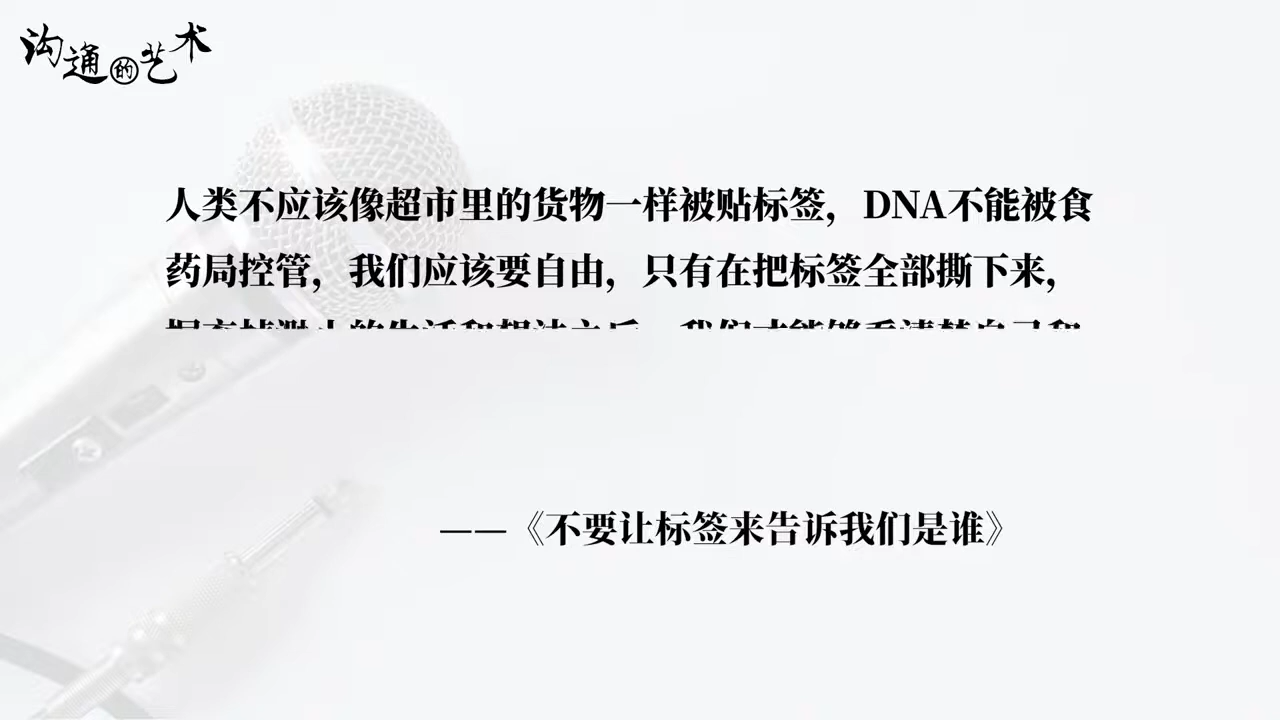 沟通的艺术
人类不应该像超市里的货物一样被贴标签，DNA不能被食
药局控管，我们应该要自由，只有在把标签全部撕下来，
——《不要让标签来告诉我们是谁》